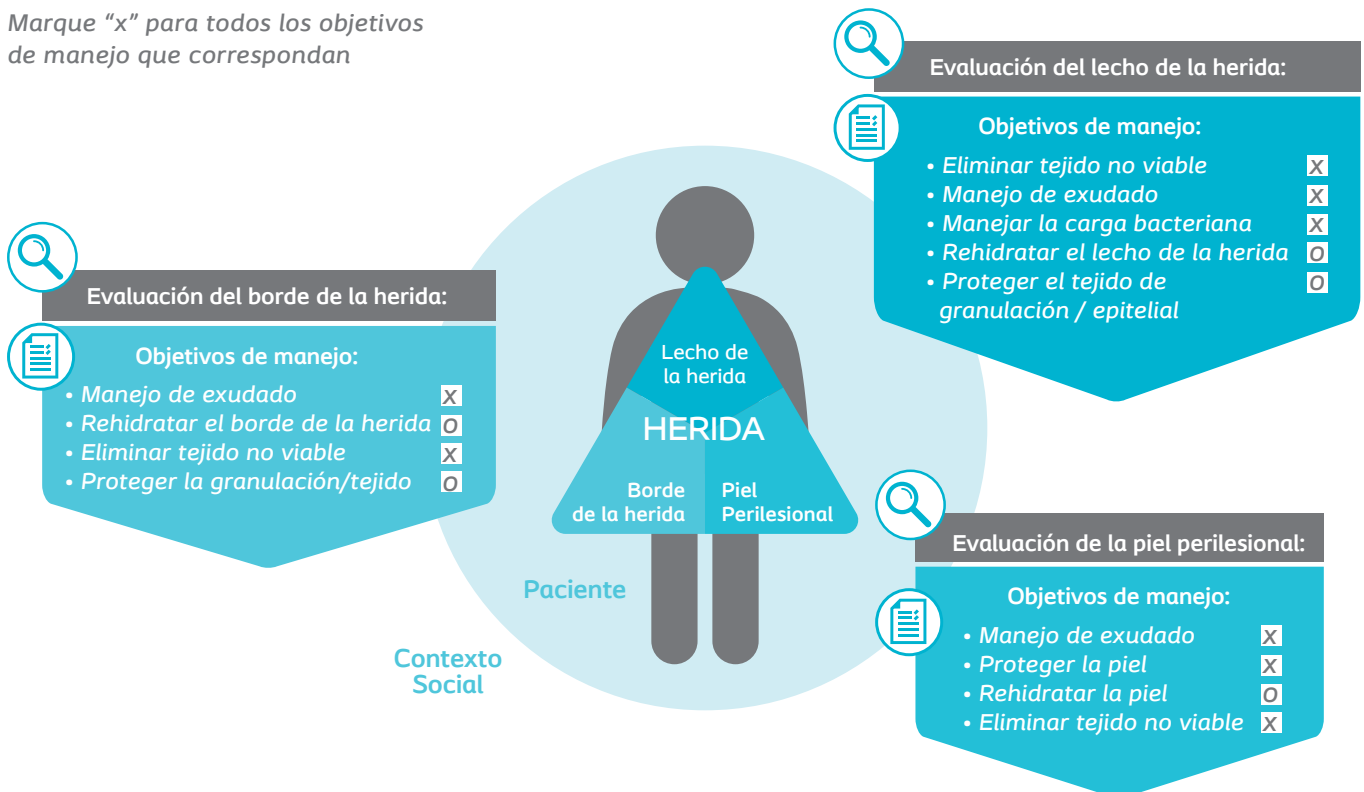 Marque “x” para todos los objetivos
de manejo que correspondan
Evaluación del lecho de la herida:
Objetivos de manejo:
• Eliminar tejido no viable x
• Manejo de exudado x
• Manejar la carga bacteriana x
• Rehidratar el lecho de la herida o
• Proteger el tejido de o
granulación / epitelial
Evaluación del borde de la herida:
Objetivos de manejo:
• Manejo de exudado x
• Rehidratar el borde de la herida o
• Eliminar tejido no viable x
• Proteger la granulación/tejido o
Lecho de
la herida
HERIDA
Borde
de la herida
Piel
Perilesional
Paciente
Contexto
Social
Evaluación de la piel perilesional:
Objetivos de manejo:
• Manejo de exudado x
• Proteger la piel x
• Rehidratar la piel o
• Eliminar tejido no viable x